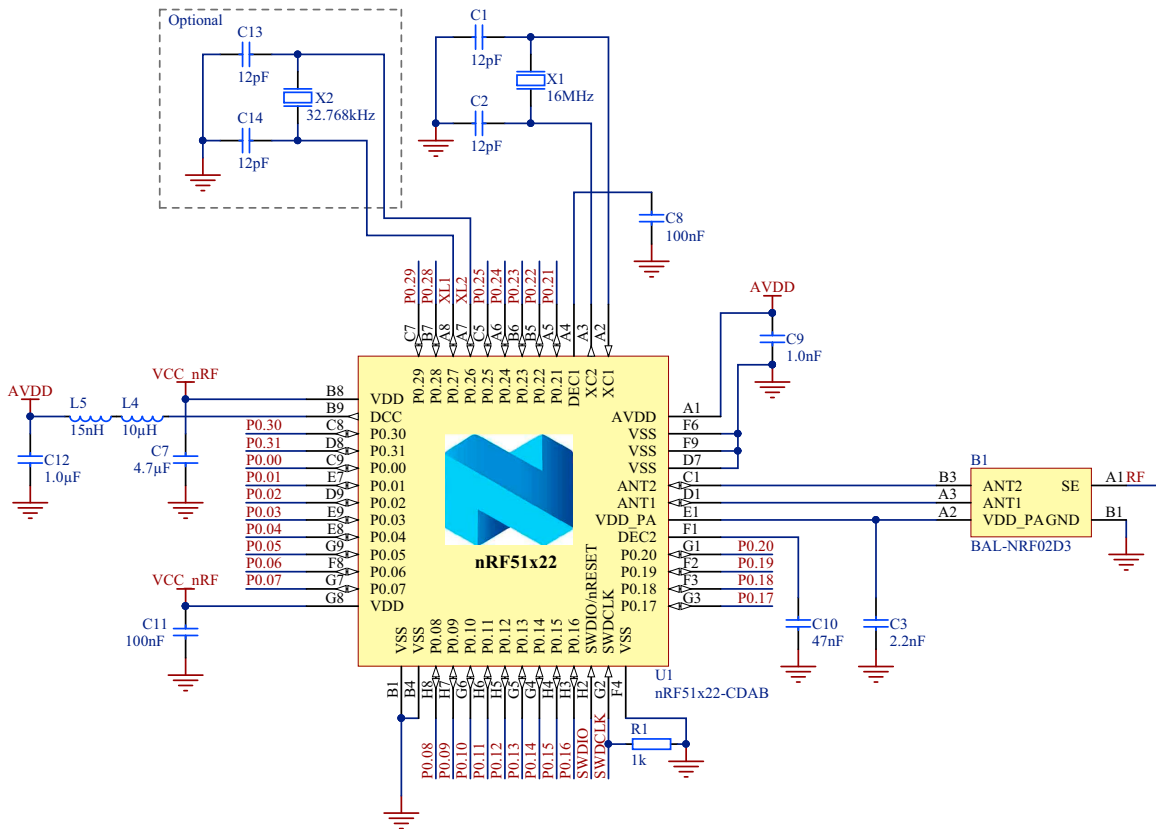 Optional
C13
12pF
X2
32.768kHz
C14
12pF
C1
12pF
X1
16MHz
C2
12pF
C8
100nF
P0.29
P0.28
XL1
XL2
P0.25
P0.24
P0.23
P0.22
P0.21
C7
B7
A8
A7
C5
A6
B6
B5
A5
A4
A3
A2
P0.29
P0.28
P0.27
P0.26
P0.25
P0.24
P0.23
P0.22
P0.21
DEC1
XC2
XC1
AVDD
C9
1.0nF
AVDD
L5
15nH
L4
10µH
VCC_nRF
C12
1.0µF
C7
4.7µF
B8 VDD
B9 DCC
P0.30 C8 P0.30
P0.31 D8 P0.31
P0.00 C9 P0.00
P0.01 E7 P0.01
P0.02 D9 P0.02
P0.03 E9 P0.03
P0.04 E8 P0.04
P0.05 G9 P0.05
P0.06 F8 P0.06
P0.07 G7 P0.07
VCC_nRF
G8 VDD
C11
100nF
nRF51x22
AVDD A1
VSS F6
VSS F9
VSS D7
ANT2 C1
ANT1 D1
VDD_PA E1
DEC2 F1
P0.20 G1 P0.20
P0.19 F2 P0.19
P0.18 F3 P0.18
P0.17 G3 P0.17
B1
B3 ANT2 SE A1 RF
A3 ANT1
A2 VDD_PA GND B1
BAL-NRF02D3
C10
47nF
C3
2.2nF
VSS
VSS
P0.08
P0.09
P0.10
P0.11
P0.12
P0.13
P0.14
P0.15
P0.16
SWDIO/nRESET
SWDCLK
VSS
U1
nRF51x22-CDAB
B1
B4
H8
H7
G6
H6
H5
G5
G4
H4
H3
H2
G2
F4
P0.08
P0.09
P0.10
P0.11
P0.12
P0.13
P0.14
P0.15
P0.16
SWDIO
SWDCLK
R1
1k